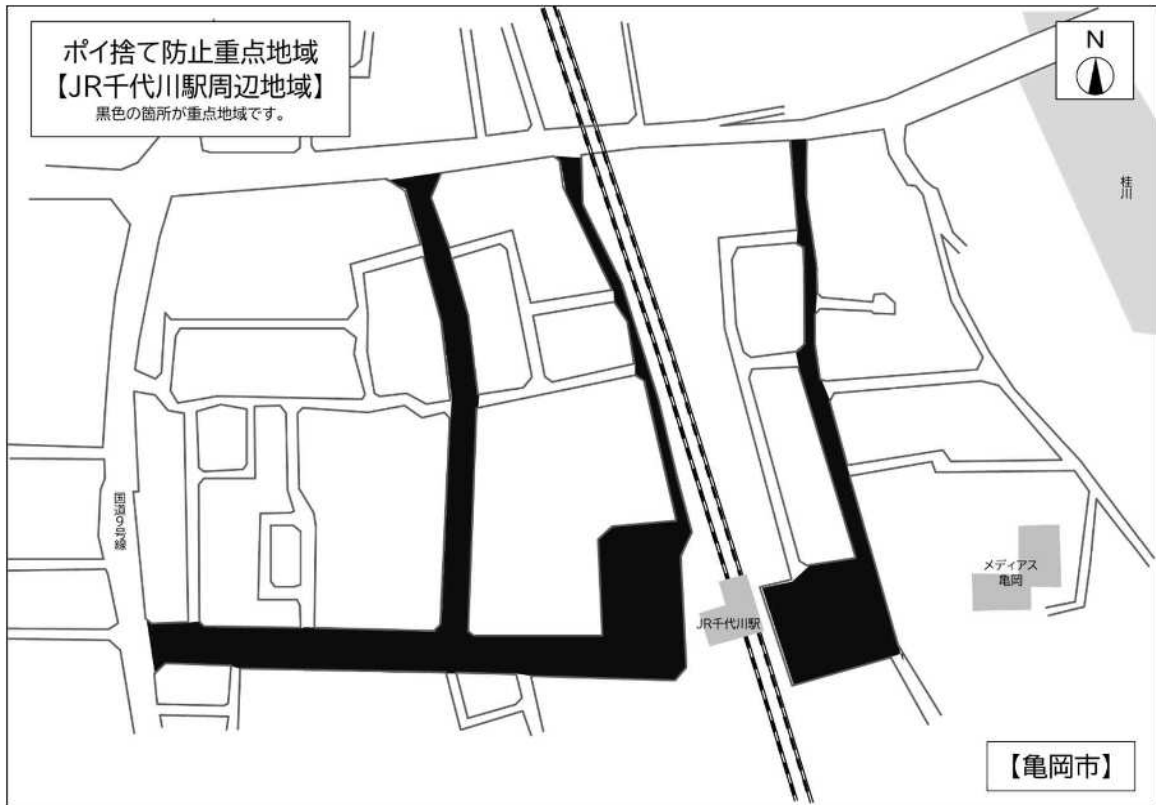 ポイ捨て防止重点地域
【JR千代川駅周辺地域】
黒色の箇所が重点地域です。
N
桂川
国道9号線
メディアス
亀岡
JR千代川駅
【亀岡市】